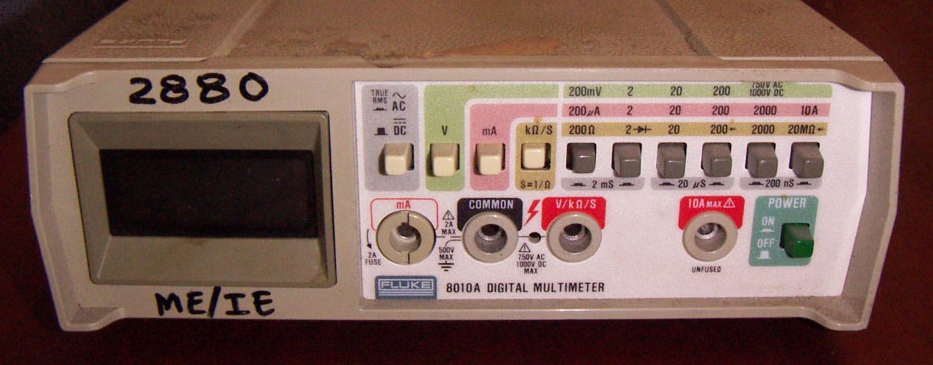 2880
TRUE RMS ~ AC
⎓ DC
V
mA
kΩ/S
S=1/Ω
200mV 2 20 200 750V AC 1000V DC
200µA 2 20 200 2000 10A
200Ω 2 20 200 2000 20MΩ
2 mS 20 µS 200 nS
mA
2A MAX
2A FUSE
COMMON
500V MAX
V/kΩ/S
750V AC
1000V DC
MAX
10A MAX
UNFUSED
POWER
ON
OFF
FLUKE 8010A DIGITAL MULTIMETER
ME/IE